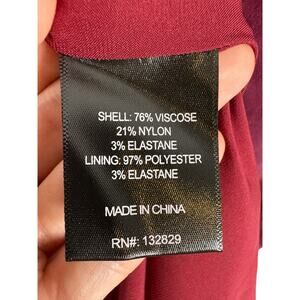 SHELL: 76% VISCOSE
21% NYLON
3% ELASTANE
LINING: 97% POLYESTER
3% ELASTANE
MADE IN CHINA
RN#: 132829